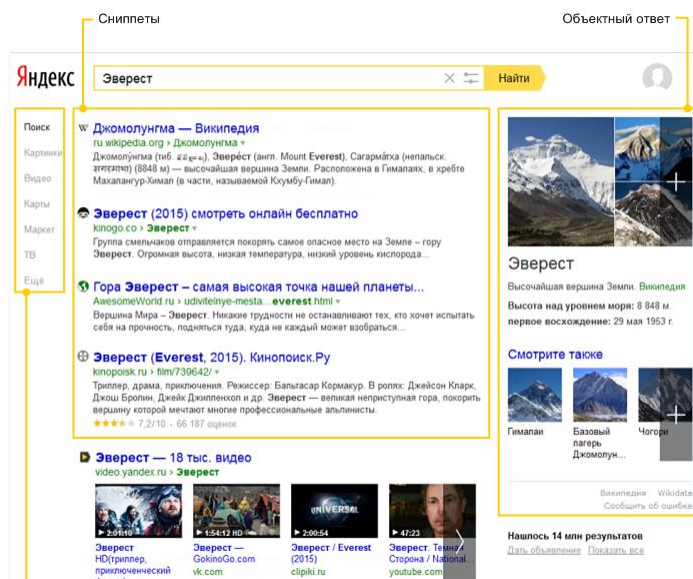 Сниппеты
Объектный ответ
Яндекс
Эверест
Найти
Поиск
Картинки
Видео
Карты
Маркет
ТВ
Ещё
W Джомолунгма — Википедия
ru.wikipedia.org › Джомолунгма
Джомолу́нгма (тиб.), Эвере́ст (англ. Mount Everest), Сагарма́тха (непальск.
सगरमाथा) (8848 м) — высочайшая вершина Земли. Расположена в Гималаях, в хребте
Махалангур-Химал (в части, называемой Кхумбу-Гимал).
Эверест (2015) смотреть онлайн бесплатно
kinogo.co › Эверест
Группа смельчаков отправляется покорять самое опасное место на Земле – гору
Эверест. Огромная высота, низкая температура, низкий уровень кислорода...
Гора Эверест – самая высокая точка нашей планеты...
AwesomeWorld.ru › udivitelnye-mesta... everest.html
Вершина Мира – Эверест. Никакие трудности не останавливают тех, кто хочет испытать
себя на прочность, подняться туда, куда не каждый может взобраться...
Эверест (Everest, 2015). Кинопоиск.Ру
kinopoisk.ru › film/739642/
Триллер, драма, приключения. Режиссер: Бальтасар Кормакур. В ролях: Джейсон Кларк,
Джош Бролин, Джейк Джилленхол и др. Эверест — великая неприступная гора, покорить
вершину которой мечтают многие профессиональные альпинисты.
7,2/10 · 66 187 оценок
Эверест — 18 тыс. видео
video.yandex.ru › Эверест
2:01:10
1:54:12 HD
UNIVERSAL
2:00:54
47:23
Эверест
HD(триллер,
приключенческий
Эверест —
GokinoGo.com
vk.com
Эверест / Everest
(2015)
clipiki.ru
Эверест. Темная
Сторона / National...
youtube.com
Эверест
Высочайшая вершина Земли. Википедия
Высота над уровнем моря: 8 848 м.
первое восхождение: 29 мая 1953 г.
Смотрите также
Гималаи
Базовый
лагерь
Джомолун...
Чогори
Википедия Wikidata
Сообщить об ошибке
Нашлось 14 млн результатов
Дать объявление Показать все